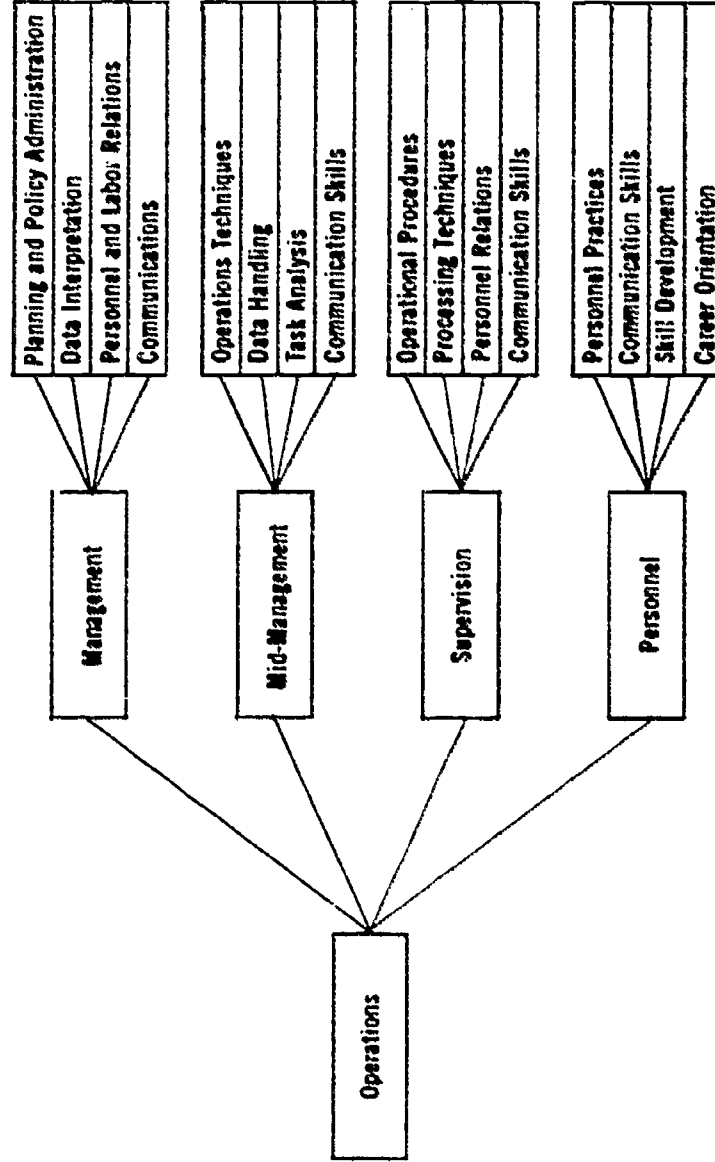 Operations
Management
Planning and Policy Administration
Data Interpretation
Personnel and Labor Relations
Communications
Mid-Management
Operations Techniques
Data Handling
Task Analysis
Communication Skills
Supervision
Operational Procedures
Processing Techniques
Personnel Relations
Communication Skills
Personnel
Personnel Practices
Communication Skills
Skill Development
Career Orientation